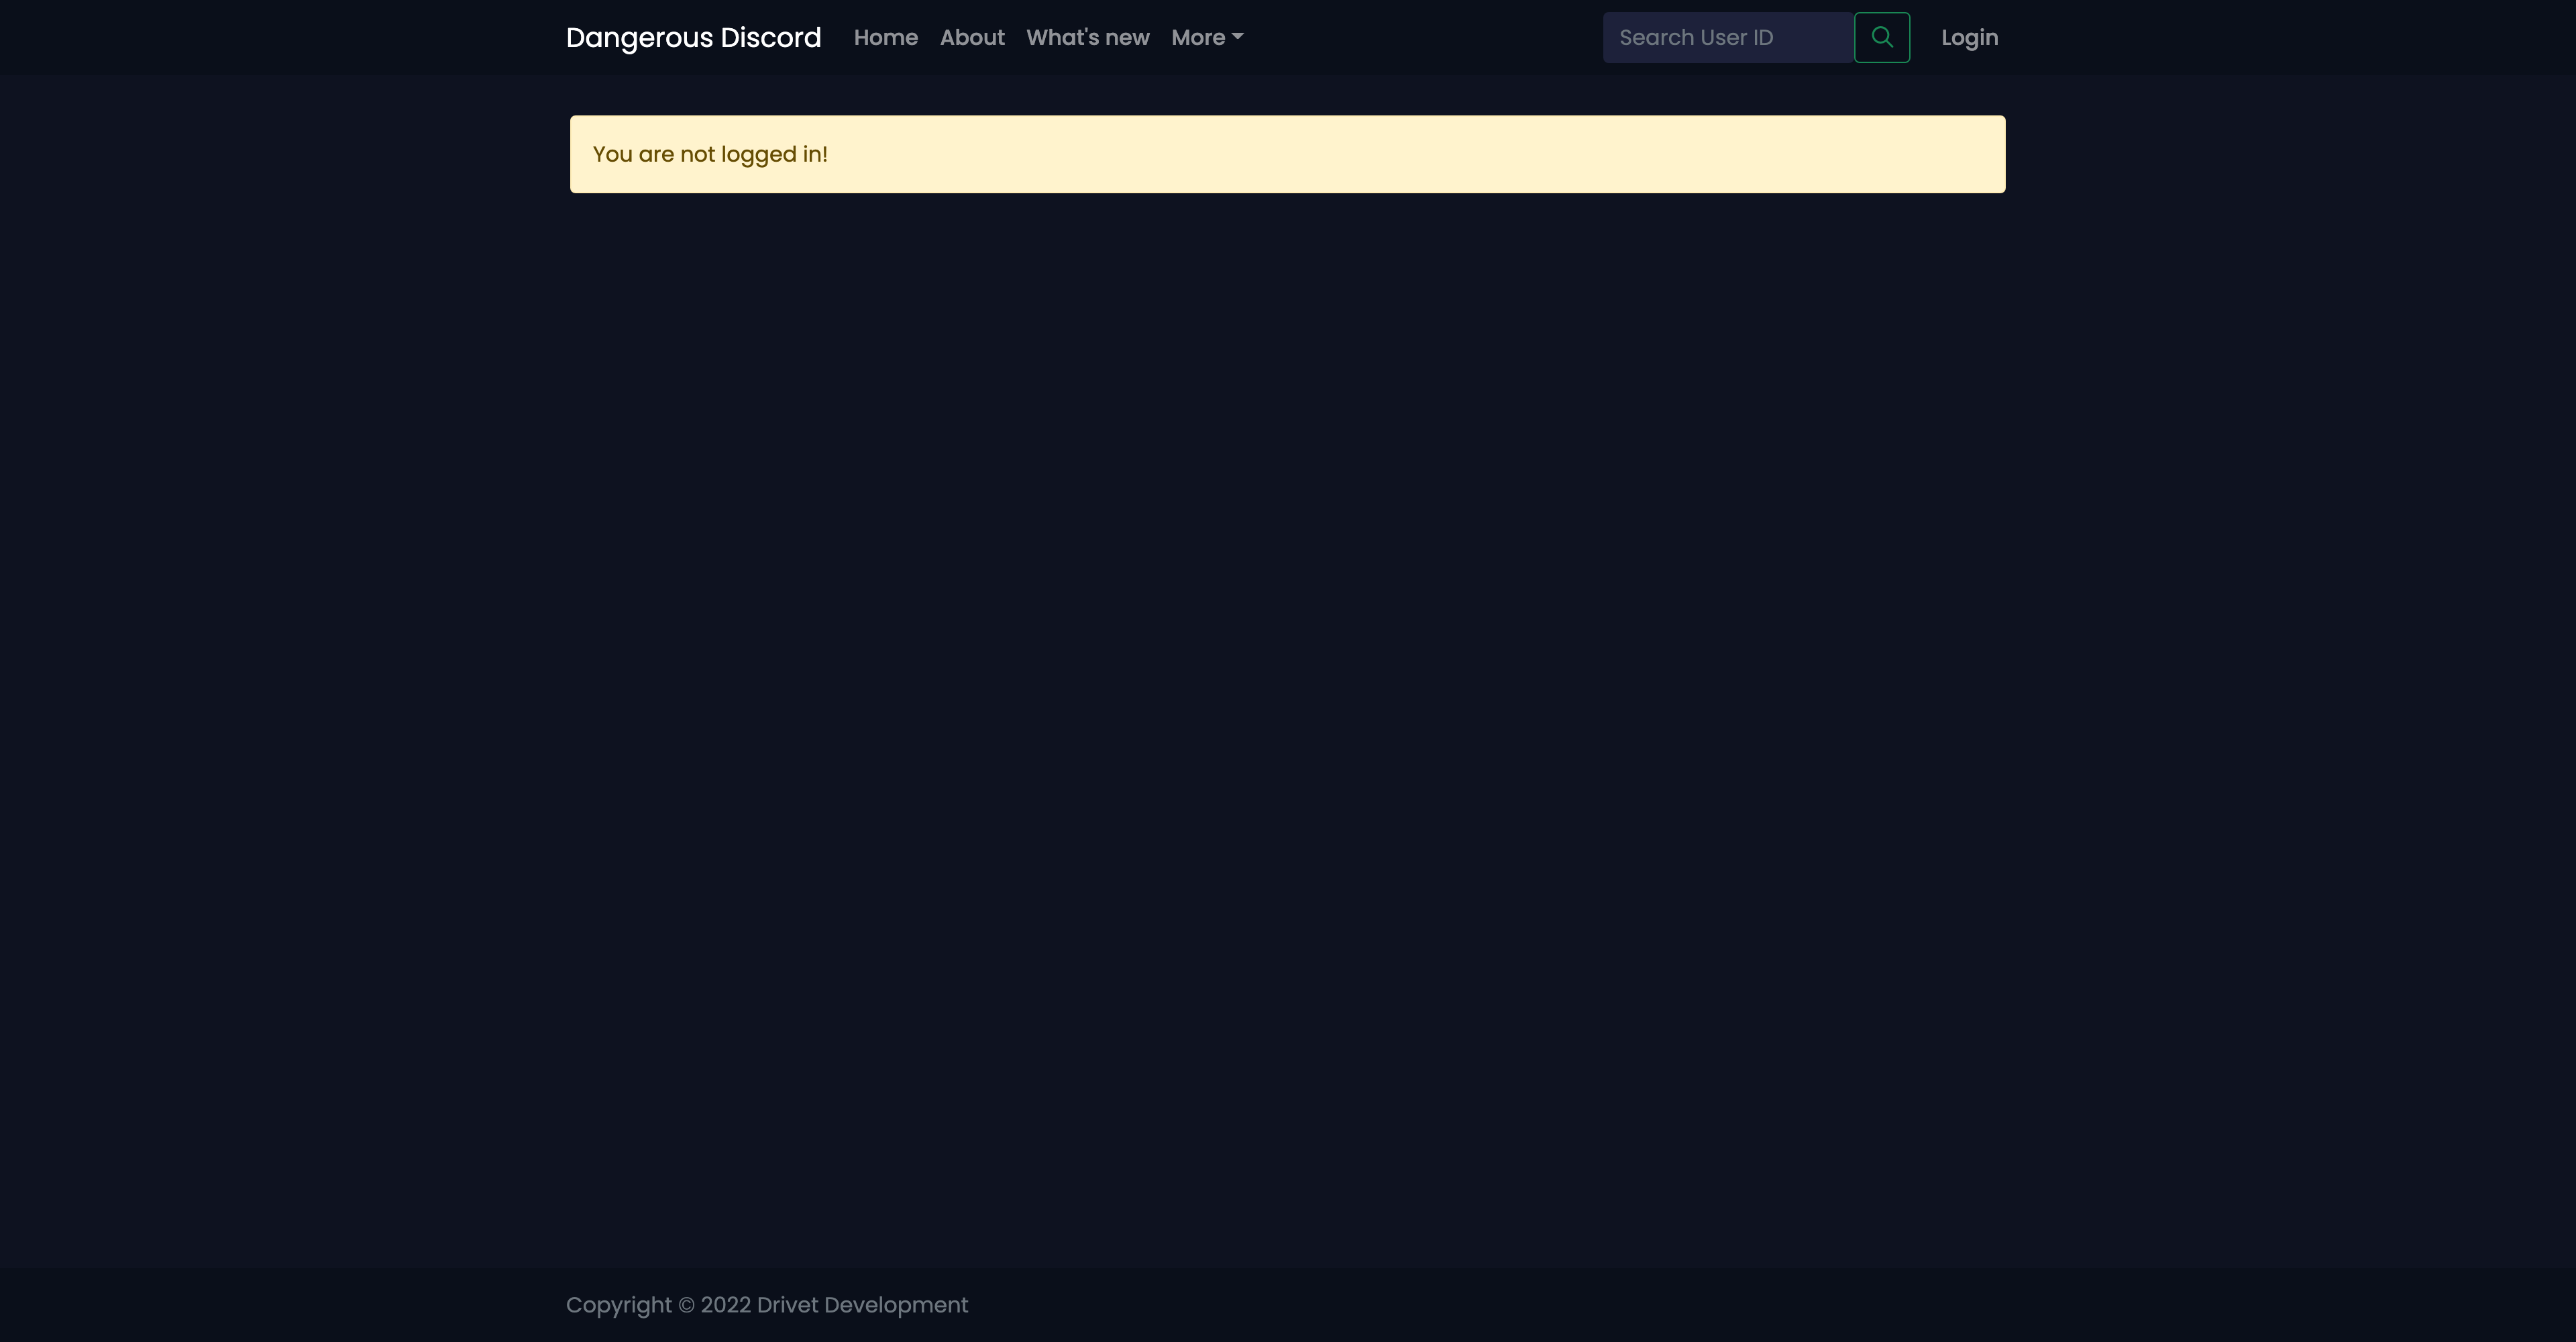 Dangerous Discord Home About What's new More Search User ID Login
You are not logged in!
Copyright © 2022 Drivet Development